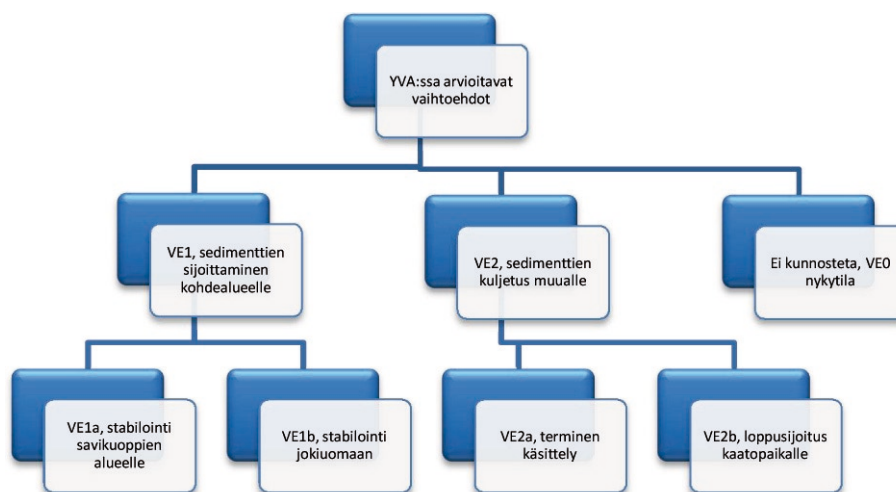 YVA:ssa arvioitavat
vaihtoehdot
VE1, sedimenttien
sijoittaminen
kohdealueelle
VE2, sedimenttien
kuljetus muualle
Ei kunnosteta, VE0
nykytila
VE1a, stabilointi
savikuoppien
alueelle
VE1b, stabilointi
jokiuomaan
VE2a, terminen
käsittely
VE2b, loppusijoitus
kaatopaikalle